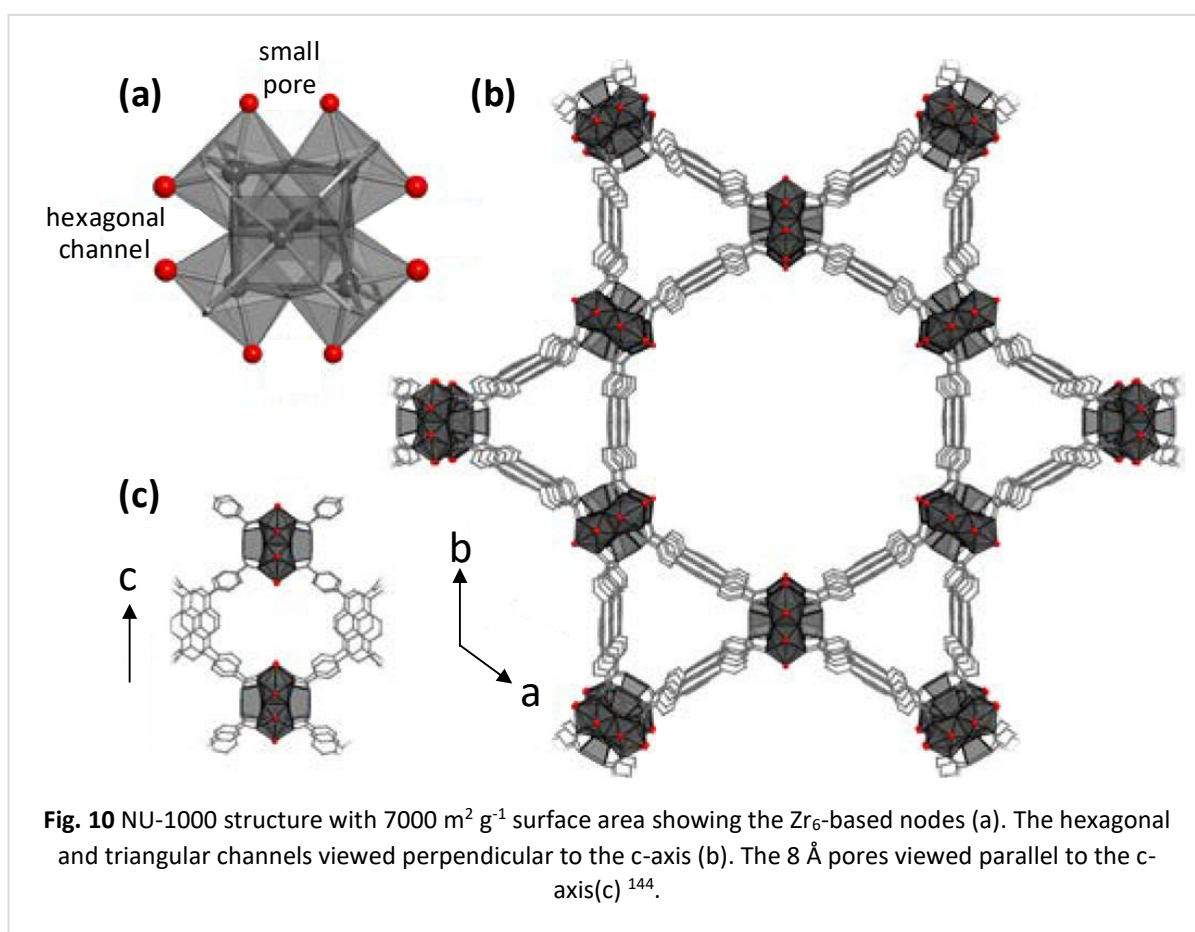 small
pore
(a)
(b)
hexagonal
channel
(c)
c
b
a
Fig. 10 NU-1000 structure with 7000 m² g⁻¹ surface area showing the Zr₆-based nodes (a). The hexagonal
and triangular channels viewed perpendicular to the c-axis (b). The 8 Å pores viewed parallel to the c-
axis(c) ¹⁴⁴.